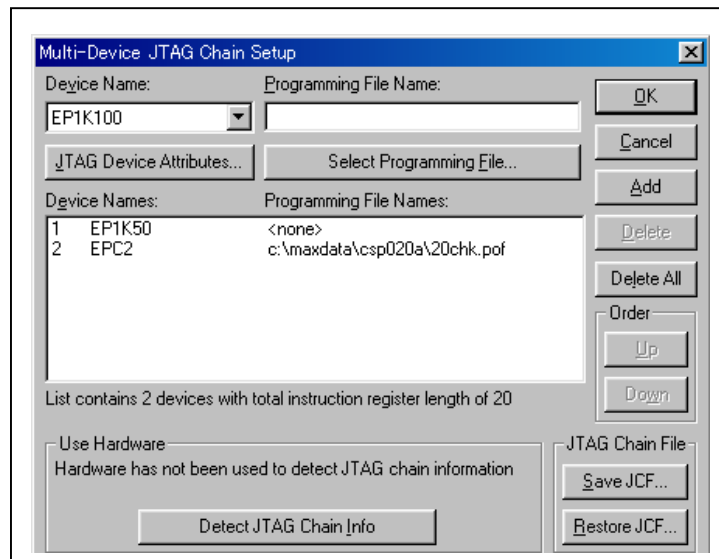 Multi-Device JTAG Chain Setup
Device Name:
Programming File Name:
EP1K100
OK
JTAG Device Attributes...
Select Programming File...
Cancel
Add
Device Names:
Programming File Names:
1 EP1K50 <none>
2 EPC2 c:\maxdata\csp020a\20chk.pof
Delete
Delete All
Order
Up
Down
List contains 2 devices with total instruction register length of 20
Use Hardware
Hardware has not been used to detect JTAG chain information
Detect JTAG Chain Info
JTAG Chain File
Save JCF...
Restore JCF...